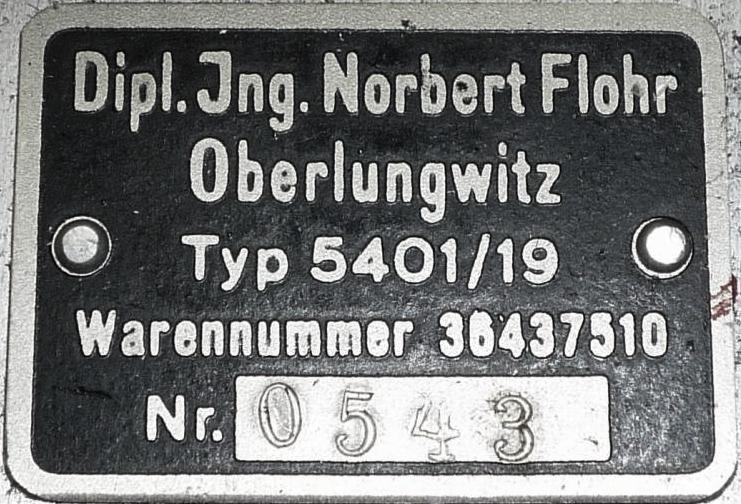 Dipl. Jng. Norbert Flohr
Oberlungwitz
Typ 5401/19
Warennummer 36437510
Nr. 0543